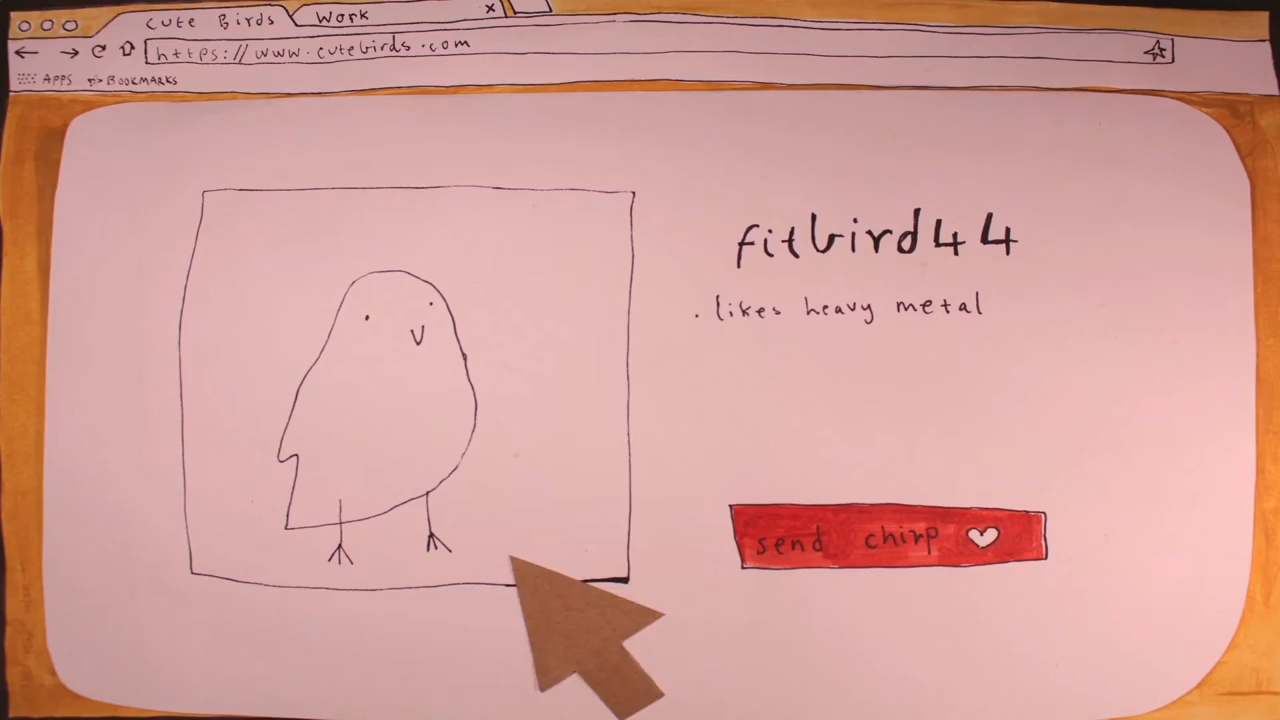 Cute Birds
Work
x
https://www.cutebirds.com
APPS
BOOKMARKS
fitbird44
. likes heavy metal
send chirp